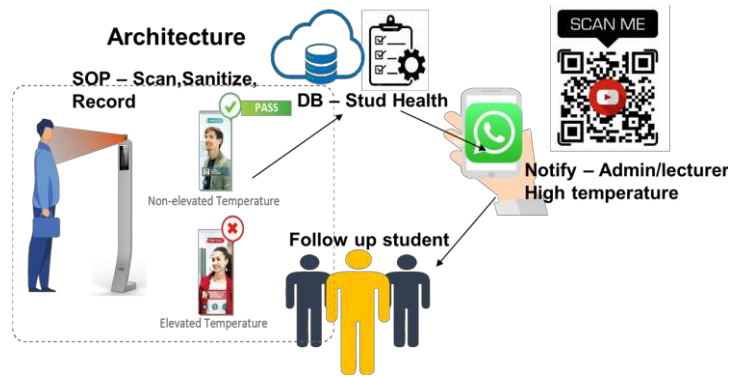 Architecture
SOP – Scan,Sanitize,
Record
PASS
Non-elevated Temperature
Elevated Temperature
DB – Stud Health
SCAN ME
Notify – Admin/lecturer
High temperature
Follow up student